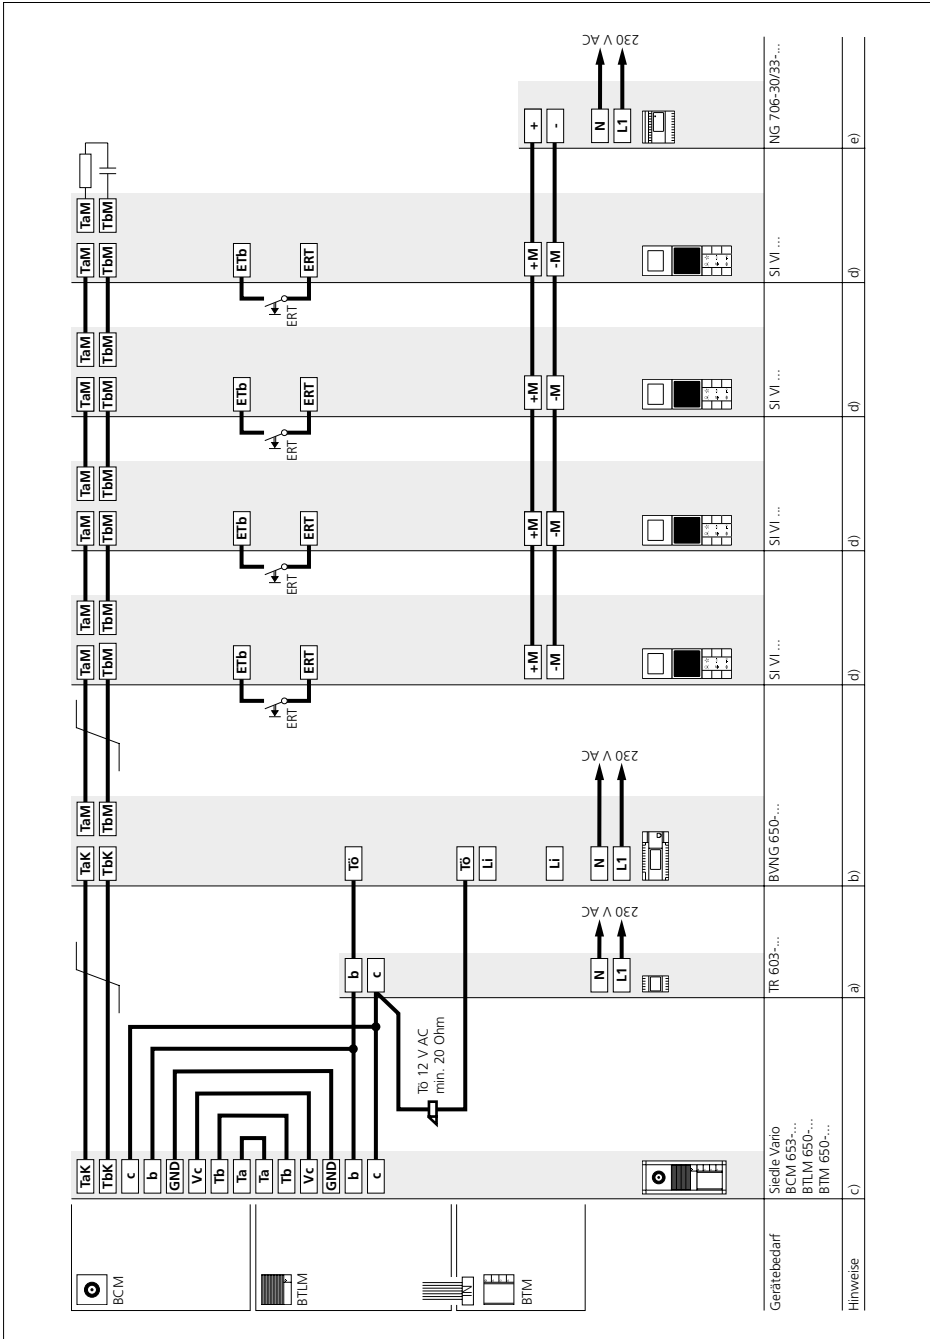 TaK TaK TaM TaM TaM TaM TaM TaM TaM TaM TaM
TbK TbK TbM TbM TbM TbM TbM TbM TbM TbM TbM
BCM
c
b
GND
Vc
Tb
Ta ETb ETb ETb ETb
Ta
Tb
ERT ERT ERT ERT
BTLM
Vc ERT ERT ERT ERT
GND
b b Tö
c c
Tö 12 V AC
min. 20 Ohm
Tö
IN
Li
BTM
+M +M +M +M +
Li -M -M -M -M -
N N N
L1 L1 L1
230 V AC 230 V AC 230 V AC
Gerätebedarf
Siedle Vario
BCM 653-...
BTLM 650-...
BTM 650-...
TR 603-...
BVNG 650-...
SI VI ...
SI VI ...
SI VI ...
SI VI ...
NG 706-30/33-...
Hinweise
c)
a)
b)
d)
d)
d)
d)
e)